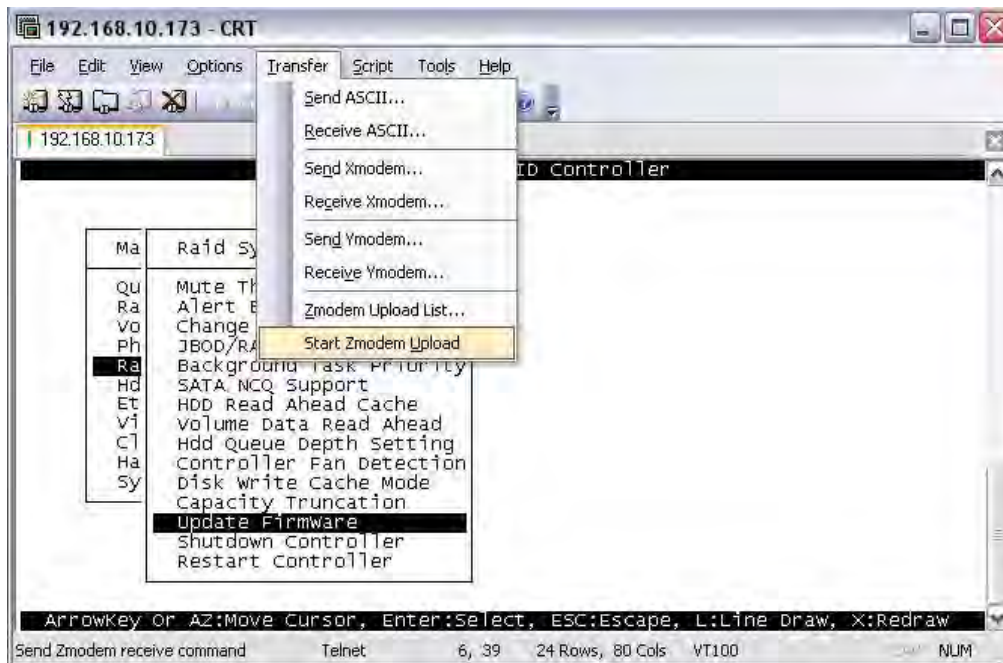 192.168.10.173 - CRT
File Edit View Options Transfer Script Tools Help
192.168.10.173
Send ASCII...
Receive ASCII...
Send Xmodem...
Receive Xmodem...
Send Ymodem...
Receive Ymodem...
Zmodem Upload List...
Start Zmodem Upload
ID Controller
Ma
Qu
Ra
Vo
Ph
Ra
Hd
Et
Vi
Cl
Ha
Sy
Raid Sy
Mute Th
Alert
Change
JBOD/RA
Background Task Priority
SATA NCQ Support
HDD Read Ahead Cache
Volume Data Read Ahead
Hdd Queue Depth Setting
Controller Fan Detection
Disk Write Cache Mode
Capacity Truncation
Update FirmWare
Shutdown Controller
Restart Controller
ArrowKey Or AZ:Move Cursor, Enter:Select, ESC:Escape, L:Line Draw, X:Redraw
Send Zmodem receive command Telnet 6, 39 24 Rows, 80 Cols VT100 NUM